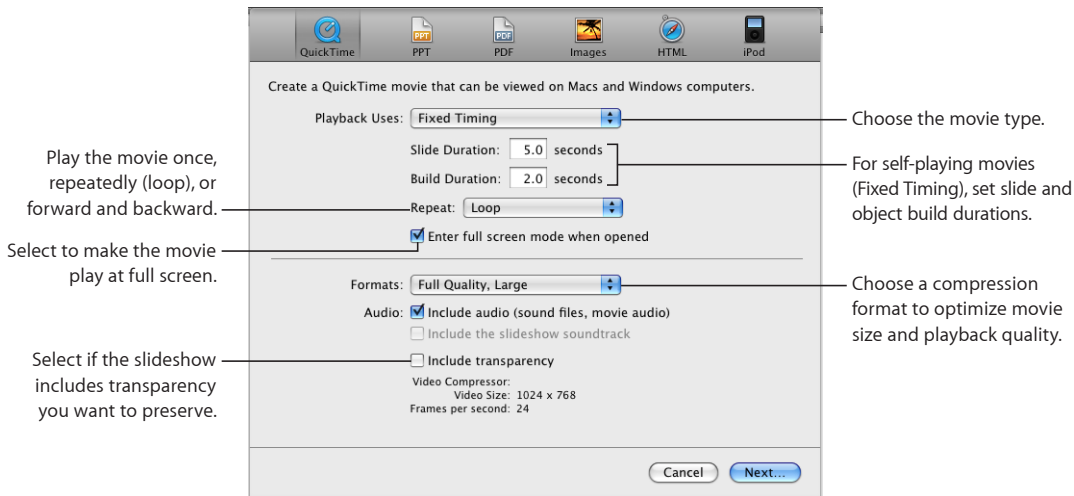 QuickTime
PPT
PPT
PDF
PDF
Images
HTML
iPod
Create a QuickTime movie that can be viewed on Macs and Windows computers.
Playback Uses: Fixed Timing
Choose the movie type.
Slide Duration: 5.0 seconds
Build Duration: 2.0 seconds
For self-playing movies
(Fixed Timing), set slide and
object build durations.
Play the movie once,
repeatedly (loop), or
forward and backward.
Repeat: Loop
Enter full screen mode when opened
Select to make the movie
play at full screen.
Formats: Full Quality, Large
Choose a compression
format to optimize movie
size and playback quality.
Audio: Include audio (sound files, movie audio)
Include the slideshow soundtrack
Include transparency
Select if the slideshow
includes transparency
you want to preserve.
Video Compressor:
Video Size: 1024 x 768
Frames per second: 24
Cancel
Next...